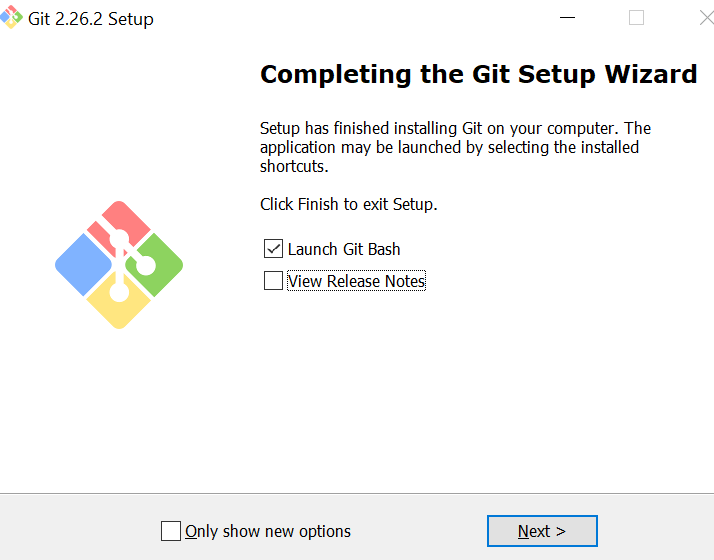 Git 2.26.2 Setup
Completing the Git Setup Wizard
Setup has finished installing Git on your computer. The
application may be launched by selecting the installed
shortcuts.
Click Finish to exit Setup.
Launch Git Bash
View Release Notes
Only show new options
Next >